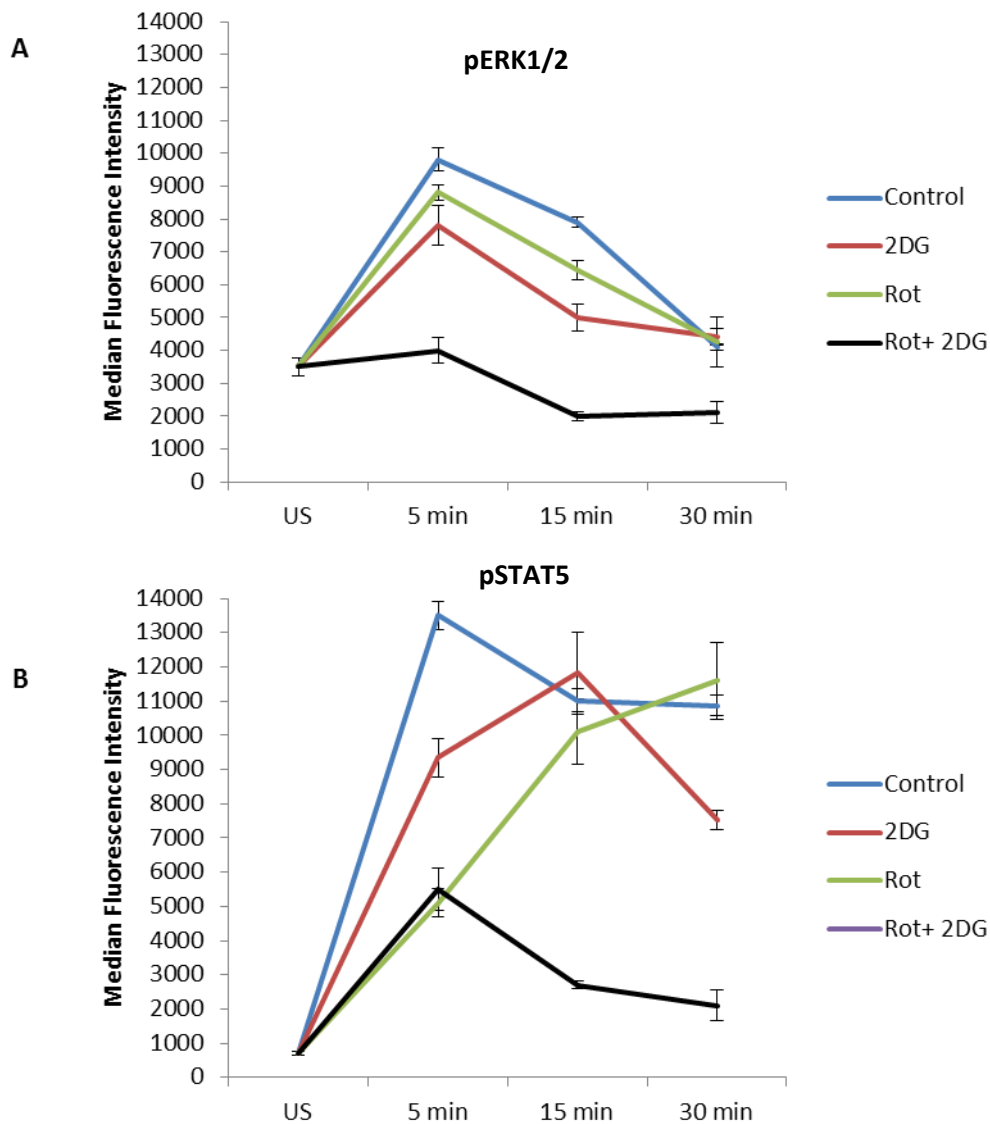 A
pERK1/2
Median Fluorescence Intensity
14000
13000
12000
11000
10000
9000
8000
7000
6000
5000
4000
3000
2000
1000
0
US 5 min 15 min 30 min
Control
2DG
Rot
Rot+ 2DG
B
pSTAT5
Median Fluorescence Intensity
14000
13000
12000
11000
10000
9000
8000
7000
6000
5000
4000
3000
2000
1000
0
US 5 min 15 min 30 min
Control
2DG
Rot
Rot+ 2DG